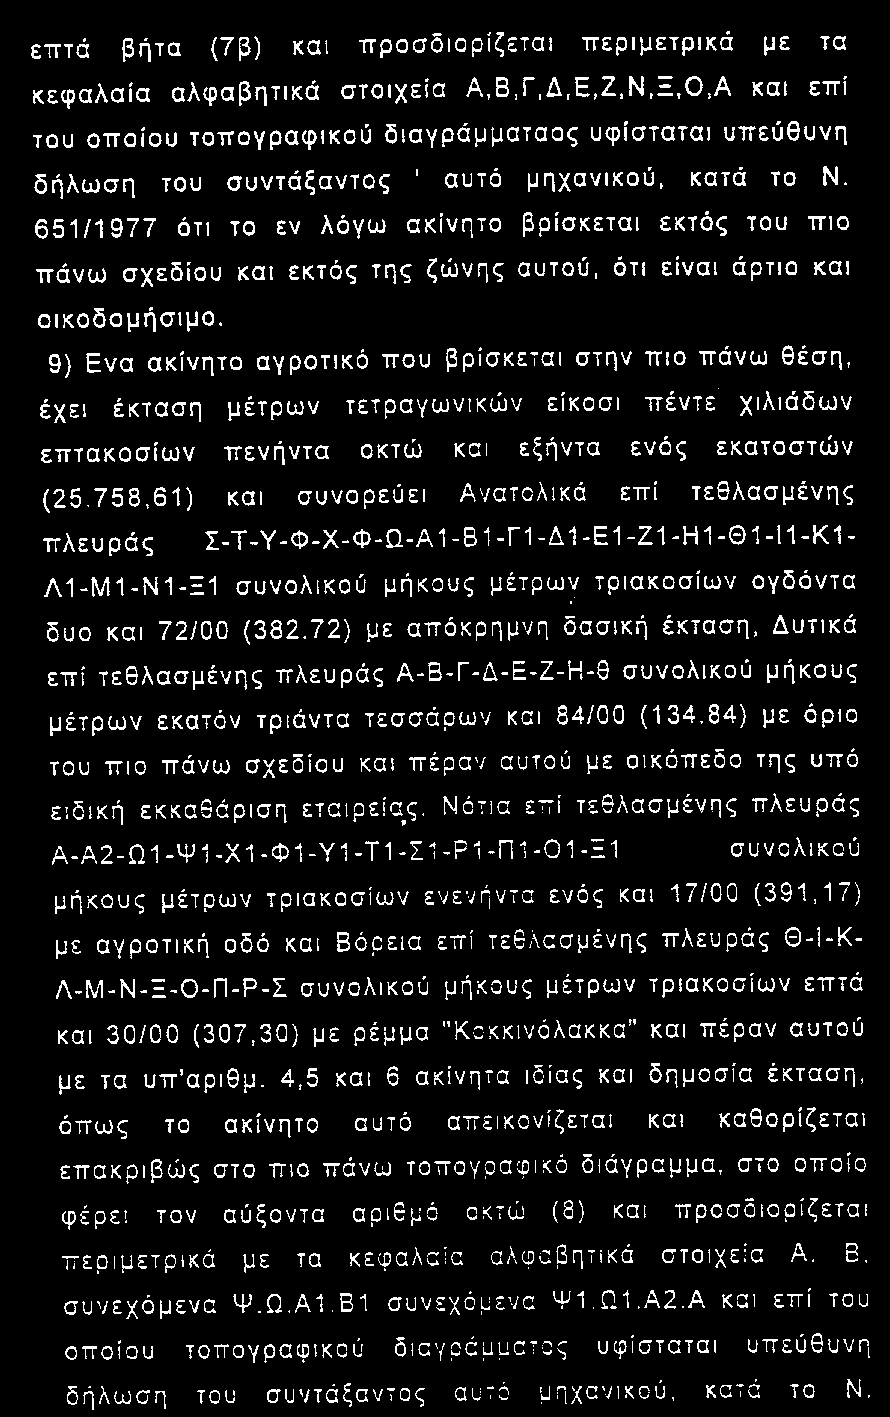 επτά βήτα (7β) και προσδιορίζεται περιμετρικά με τα
κεφαλαία αλφαβητικά στοιχεία Α,Β,Γ,Δ,Ε,Ζ,Ν,Ξ,Ο,Α και επί
του οποίου τοπογραφικού διαγράμματαος υφίσταται υπεύθυνη
δήλωση του συντάξαντος ' αυτό μηχανικού, κατά το Ν.
651/1977 ότι το εν λόγω ακίνητο βρίσκεται εκτός του πιο
πάνω σχεδίου και εκτός της ζώνης αυτού, ότι είναι άρτιο και
οικοδομήσιμο.
9) Ενα ακίνητο αγροτικό που βρίσκεται στην πιο πάνω θέση,
έχει έκταση μέτρων τετραγωνικών είκοσι πέντε χιλιάδων
επτακοσίων πενήντα οκτώ και εξήντα ενός εκατοστών
(25.758,61) και συνορεύει Ανατολικά επί τεθλασμένης
πλευράς Σ-Τ-Υ-Φ-Χ-Φ-Ω-Α1-Β1-Γ1-Δ1-Ε1-Ζ1-Η1-Θ1-Ι1-Κ1-
Λ1-Μ1-Ν1-Ξ1 συνολικού μήκους μέτρων τριακοσίων ογδόντα
δυο και 72/00 (382.72) με απόκρημνη δασική έκταση, Δυτικά
επί τεθλασμένης πλευράς Α-Β-Γ-Δ-Ε-Ζ-Η-θ συνολικού μήκους
μέτρων εκατόν τριάντα τεσσάρων και 84/00 (134.84) με όριο
του πιο πάνω σχεδίου και πέραν αυτού με οικόπεδο της υπό
ειδική εκκαθάριση εταιρείας, Νότια επί τεθλασμένης πλευράς
Α-Α2-Ω1-Ψ1-Χ1-Φ1-Υ1-Τ1-Σ1-Ρ1-Π1-Ο1-Ξ1 συνολικού
μήκους μέτρων τριακοσίων ενενήντα ενός και 17/00 (391,17)
με αγροτική οδό και Βόρεια επί τεθλασμένης πλευράς Θ-Ι-Κ-
Λ-Μ-Ν-Ξ-Ο-Π-Ρ-Σ συνολικού μήκους μέτρων τριακοσίων επτά
και 30/00 (307,30) με ρέμμα "Κοκκινόλακκα" και πέραν αυτού
με τα υπ'αριθμ. 4,5 και 6 ακίνητα ιδίας και δημοσία έκταση,
όπως το ακίνητο αυτό απεικονίζεται και καθορίζεται
επακριβώς στο πιο πάνω τοπογραφικό διάγραμμα, στο οποίο
φέρει τον αύξοντα αριθμό οκτώ (8) και προσδιορίζεται
περιμετρικά με τα κεφαλαία αλφαβητικά στοιχεία Α. Β.
συνεχόμενα Ψ.Ω.Α1.Β1 συνεχόμενα Ψ1.Ω1.Α2.Α και επί του
οποίου τοπογραφικού διαγράμματος υφίσταται υπεύθυνη
δήλωση του συντάξαντος αυτό μηχανικού, κατά το Ν.